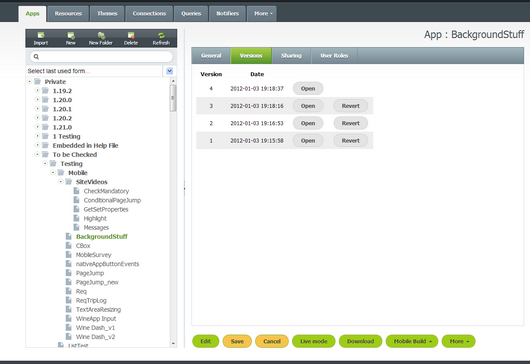 Apps Resources Themes Connections Queries Notifiers More
App : BackgroundStuff
Import New New Folder Delete Refresh
Select last used form...
Private
1.19.2
1.20.0
1.20.1
1.20.2
1.21.0
1 Testing
Embedded in Help File
To be Checked
Testing
Mobile
SiteVideos
CheckMandatory
ConditionalPageJump
GetSetProperties
Highlight
Messages
BackgroundStuff
CBox
MobileSurvey
nativeAppButtonEvents
PageJump
PageJump_new
Req
ReqTripLog
TextAreaResizing
WineApp Input
Wine Dash_v1
Wine Dash_v2
ListTest
General Versions Sharing User Roles
Version Date
4 2012-01-03 19:18:37 Open
3 2012-01-03 19:18:16 Open Revert
2 2012-01-03 19:16:53 Open Revert
1 2012-01-03 19:15:58 Open Revert
Edit Save Cancel Live mode Download Mobile Build More